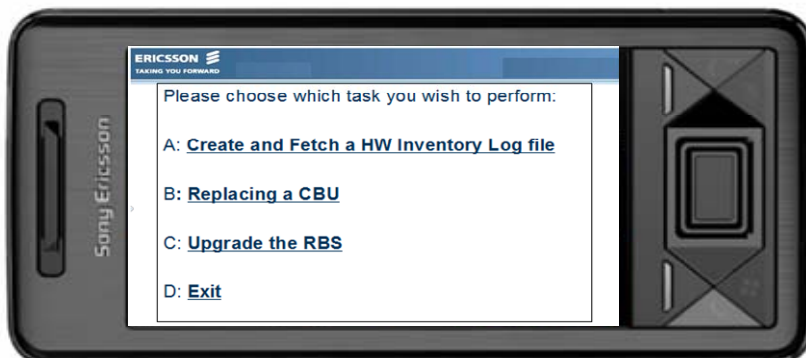 Sony Ericsson
ERICSSON
TAKING YOU FORWARD
Please choose which task you wish to perform:
A: Create and Fetch a HW Inventory Log file
B: Replacing a CBU
C: Upgrade the RBS
D: Exit